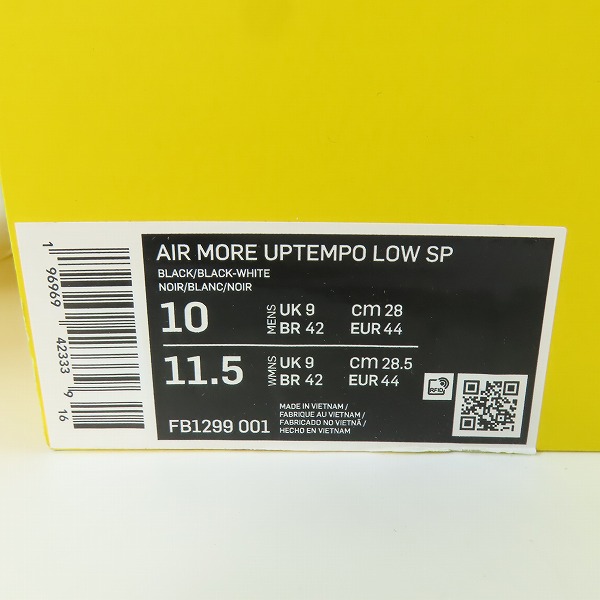 AIR MORE UPTEMPO LOW SP
BLACK/BLACK-WHITE
NOIR/BLANC/NOIR
10 MENS UK 9 cm 28
BR 42 EUR 44
11.5 WMNS UK 9 cm 28.5
BR 42 EUR 44
RFID
FB1299 001
MADE IN VIETNAM /
FABRIQUE AU VIETNAM /
FABRICADO NO VIETNÃ /
HECHO EN VIETNAM
1 96969 42333 9 16